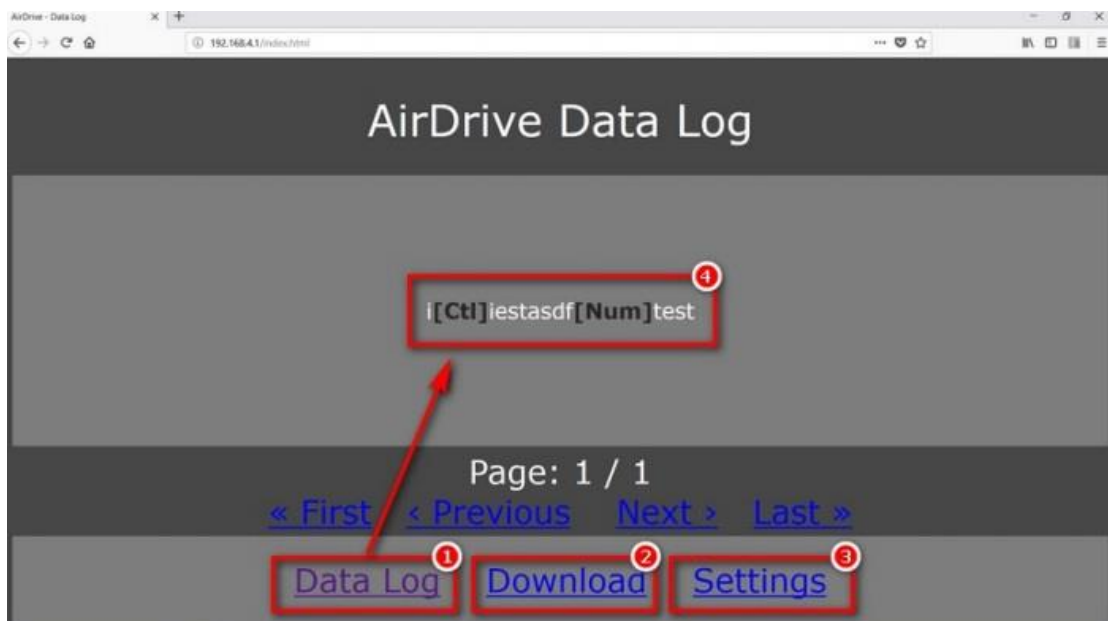 AirDrive - Data Log
192.168.4.1/index.html
AirDrive Data Log
4
i[Ctl]iestasdf[Num]test
Page: 1 / 1
« First ‹ Previous Next › Last »
1 2 3
Data Log Download Settings